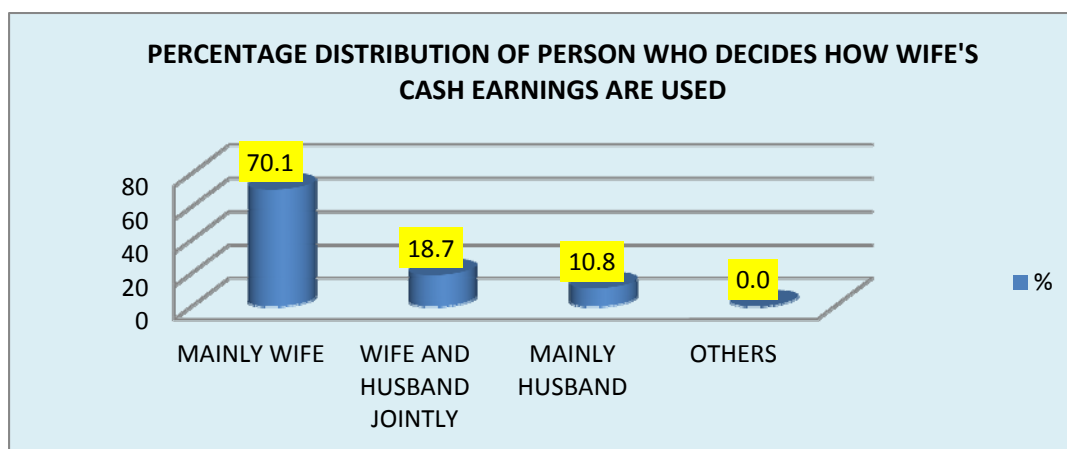 PERCENTAGE DISTRIBUTION OF PERSON WHO DECIDES HOW WIFE'S
CASH EARNINGS ARE USED
70.1
18.7
10.8
0.0
80
60
40
20
0
MAINLY WIFE
WIFE AND
HUSBAND
JOINTLY
MAINLY
HUSBAND
OTHERS
%